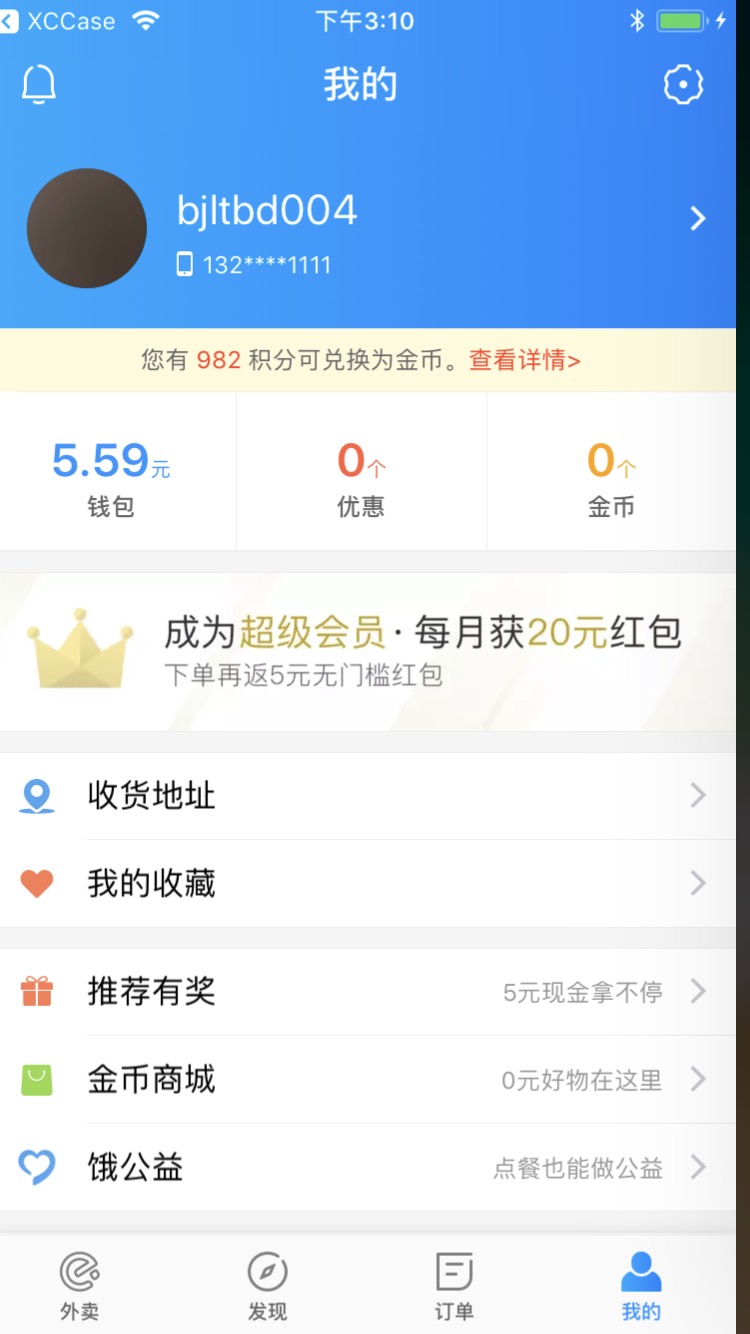 XCCase 下午3:10
我的
bjltbd004
132****1111
您有 982 积分可兑换为金币。查看详情>
5.59元 0个 0个
钱包 优惠 金币
成为超级会员·每月获20元红包
下单再返5元无门槛红包
收货地址
我的收藏
推荐有奖 5元现金拿不停
金币商城 0元好物在这里
饿公益 点餐也能做公益
外卖 发现 订单 我的